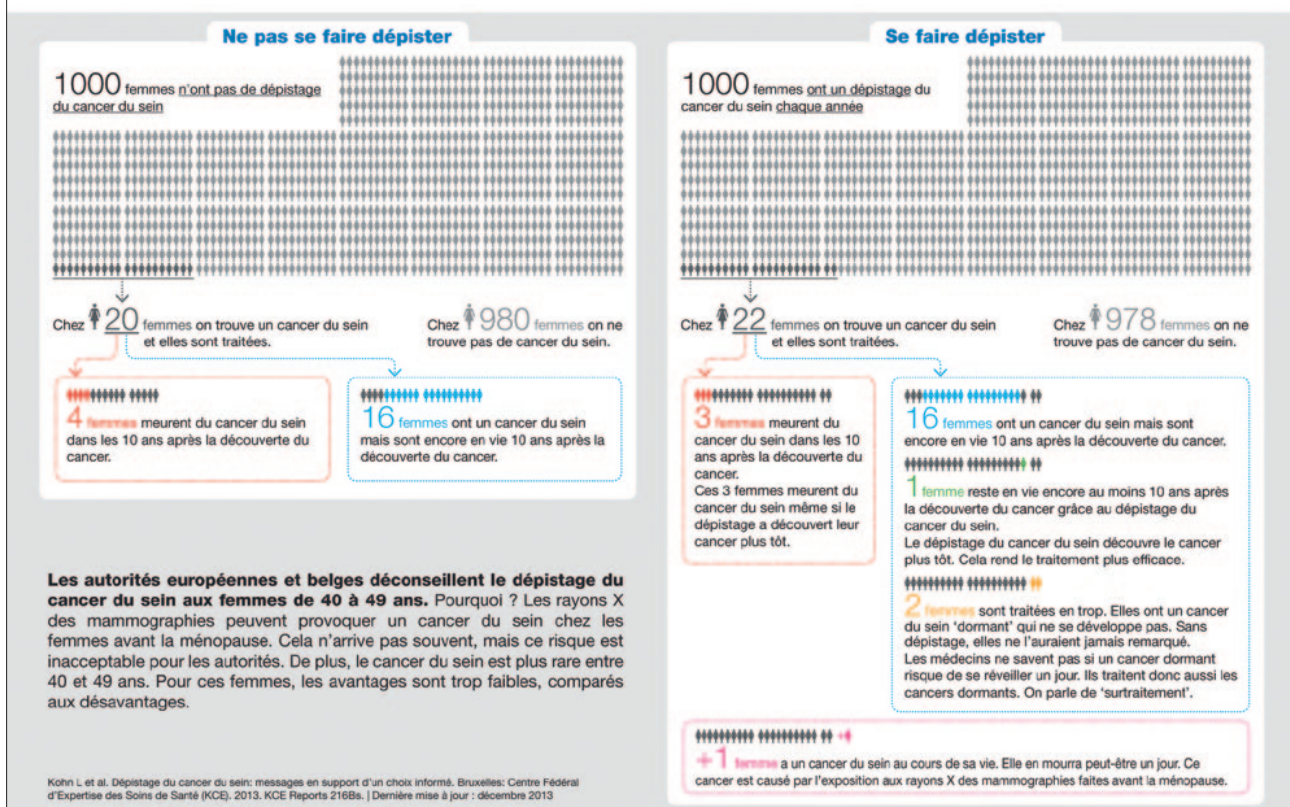 Ne pas se faire dépister
1000 femmes n'ont pas de dépistage
du cancer du sein
Chez 20 femmes on trouve un cancer du sein
et elles sont traitées.
Chez 980 femmes on ne
trouve pas de cancer du sein.
4 femmes meurent du cancer du sein
dans les 10 ans après la découverte du
cancer.
16 femmes ont un cancer du sein
mais sont encore en vie 10 ans après la
découverte du cancer.
Les autorités européennes et belges déconseillent le dépistage du
cancer du sein aux femmes de 40 à 49 ans. Pourquoi ? Les rayons X
des mammographies peuvent provoquer un cancer du sein chez les
femmes avant la ménopause. Cela n'arrive pas souvent, mais ce risque est
inacceptable pour les autorités. De plus, le cancer du sein est plus rare entre
40 et 49 ans. Pour ces femmes, les avantages sont trop faibles, comparés
aux désavantages.
Kohn L et al. Dépistage du cancer du sein: messages en support d'un choix informé. Bruxelles: Centre Fédéral
d'Expertise des Soins de Santé (KCE). 2013. KCE Reports 216Bs. | Dernière mise à jour : décembre 2013
Se faire dépister
1000 femmes ont un dépistage du
cancer du sein chaque année
Chez 22 femmes on trouve un cancer du sein
et elles sont traitées.
Chez 978 femmes on ne
trouve pas de cancer du sein.
3 femmes meurent du
cancer du sein dans les 10
ans après la découverte du
cancer.
Ces 3 femmes meurent du
cancer du sein même si le
dépistage a découvert leur
cancer plus tôt.
16 femmes ont un cancer du sein mais sont
encore en vie 10 ans après la découverte du cancer.
1 femme reste en vie encore au moins 10 ans après
la découverte du cancer grâce au dépistage du
cancer du sein.
Le dépistage du cancer du sein découvre le cancer
plus tôt. Cela rend le traitement plus efficace.
2 femmes sont traitées en trop. Elles ont un cancer
du sein 'dormant' qui ne se développe pas. Sans
dépistage, elles ne l'auraient jamais remarqué.
Les médecins ne savent pas si un cancer dormant
risque de se réveiller un jour. Ils traitent donc aussi les
cancers dormants. On parle de 'surtraitement'.
+1 femme a un cancer du sein au cours de sa vie. Elle en mourra peut-être un jour. Ce
cancer est causé par l'exposition aux rayons X des mammographies faites avant la ménopause.